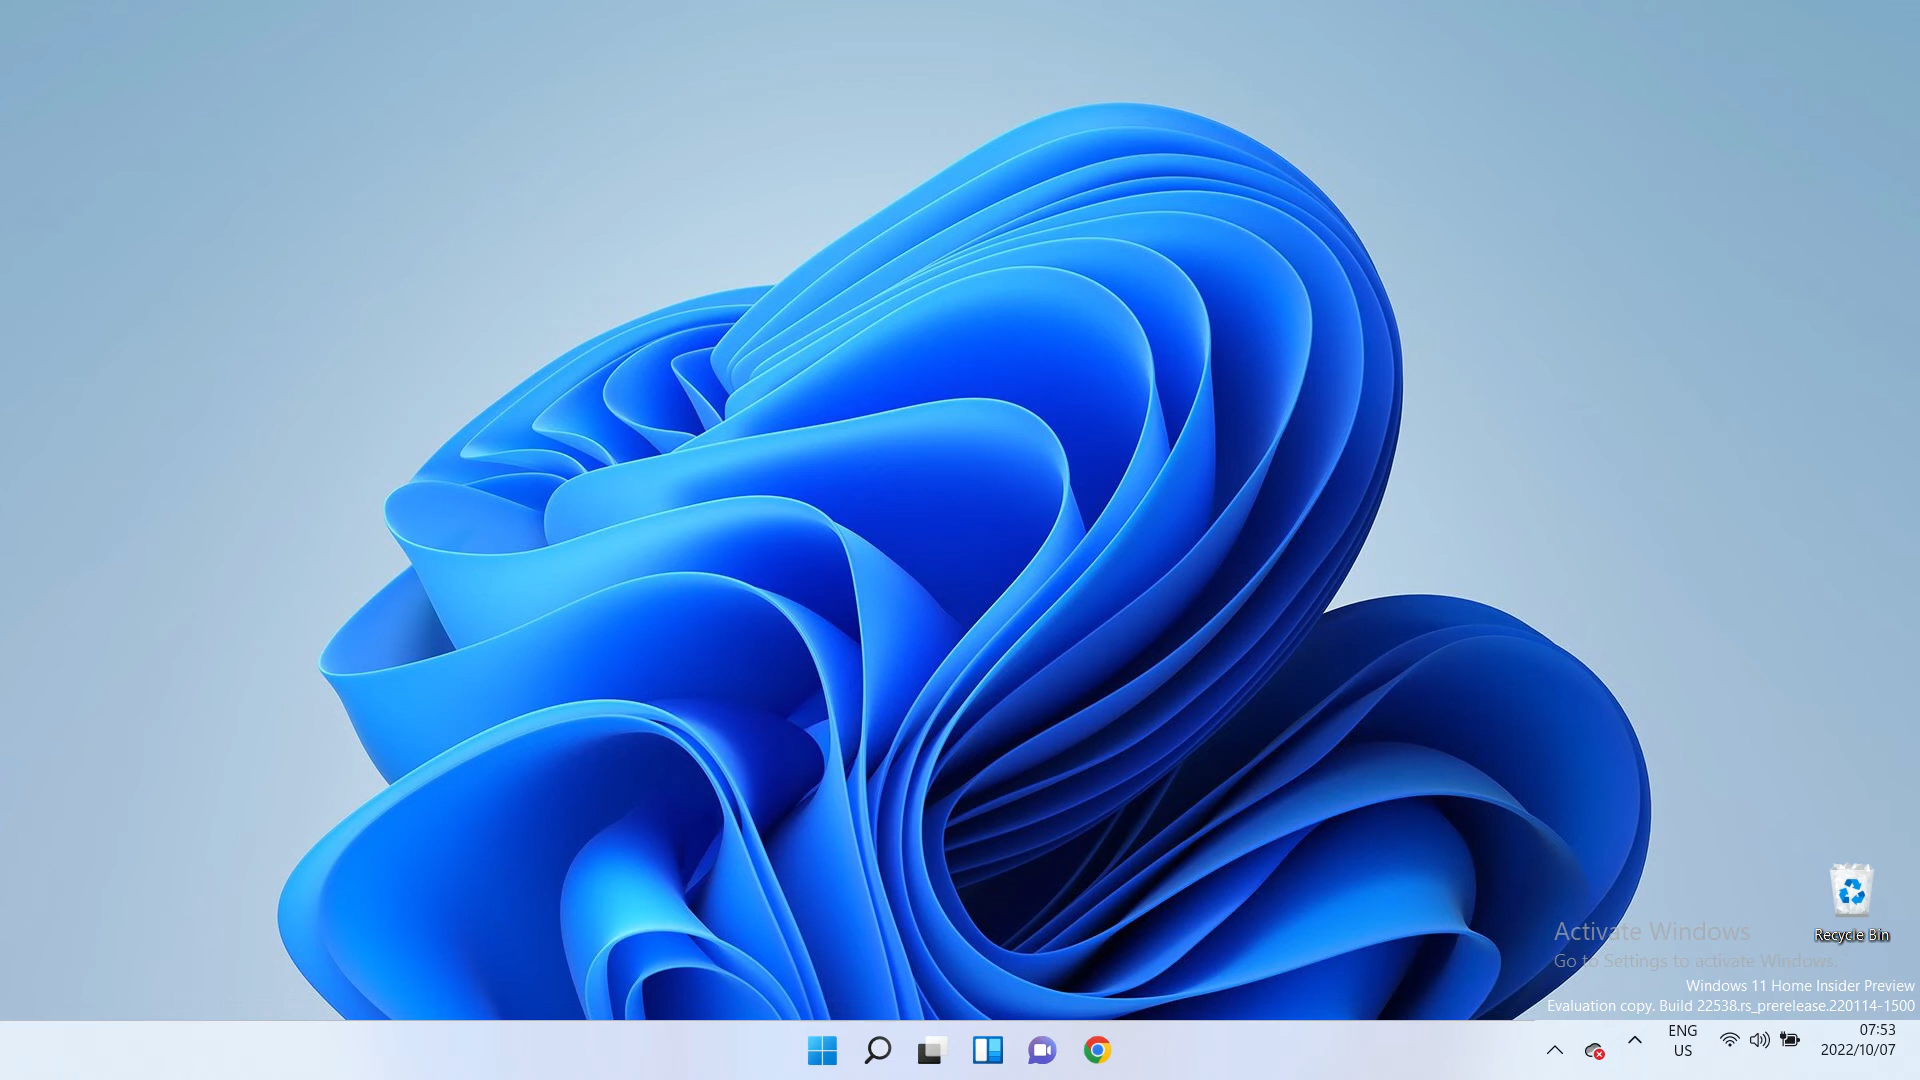 Recycle Bin
Activate Windows
Go to Settings to activate Windows.
Windows 11 Home Insider Preview
Evaluation copy. Build 22538.rs_prerelease.220114-1500
ENG
US
07:53
2022/10/07